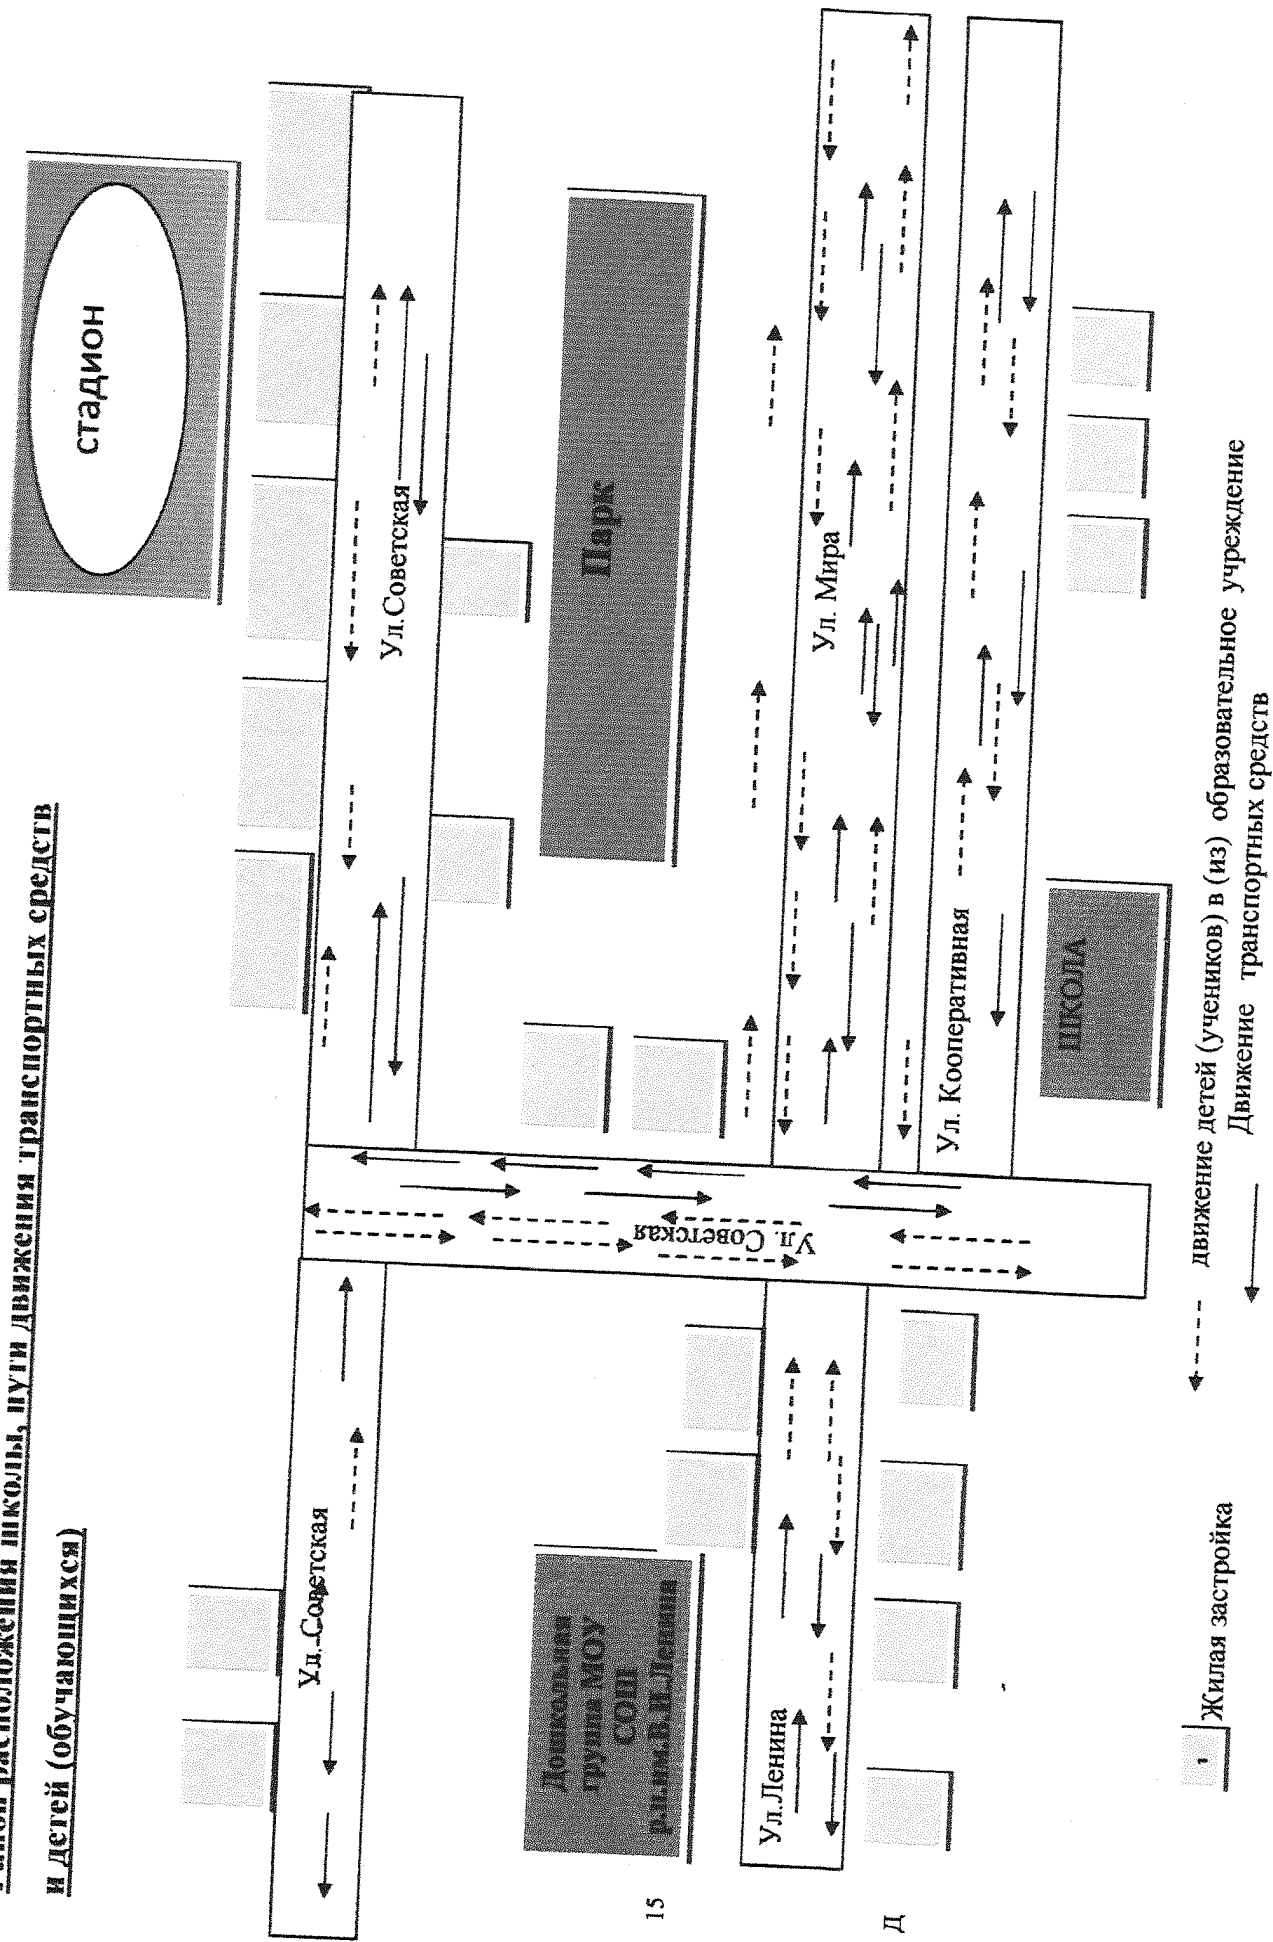 расположения школы, пути движения транспортных средств
и детей (обучающихся)
стадион
Ул.Советская
Парк
Ул. Советская
Ул.-Советская
Ул. Мира
Ул. Кооперативная
ШКОЛА
Дошкольная
группа МОУ
СОШ
р.п.им.В.И.Ленина
Ул.Ленина
15
Д
движение детей (учеников) в (из) образовательное учреждение
Движение транспортных средств
Жилая застройка